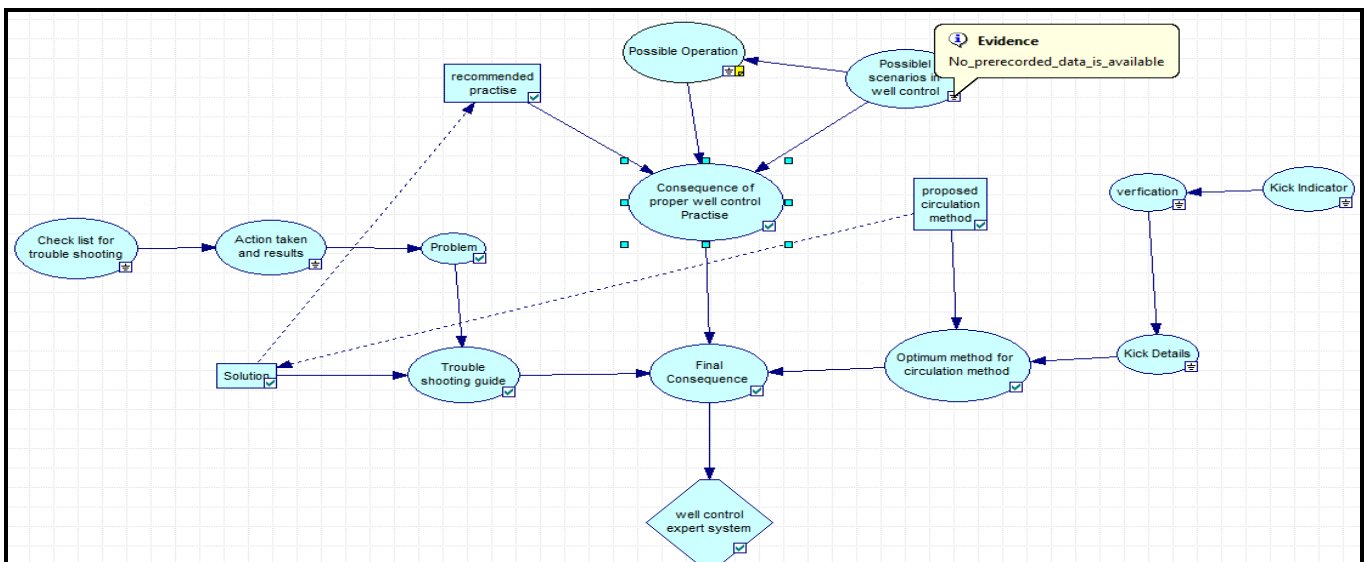 Possible Operation
Evidence
No_prerecorded_data_is_available
Possiblel
scenarios in
well control
recommended
practise
Consequence of
proper well control
Practise
proposed
circulation
method
verfication
Kick Indicator
Check list for
trouble shooting
Action taken
and results
Problem
Solution
Trouble
shooting guide
Final
Consequence
Optimum method for
circulation method
Kick Details
well control
expert system